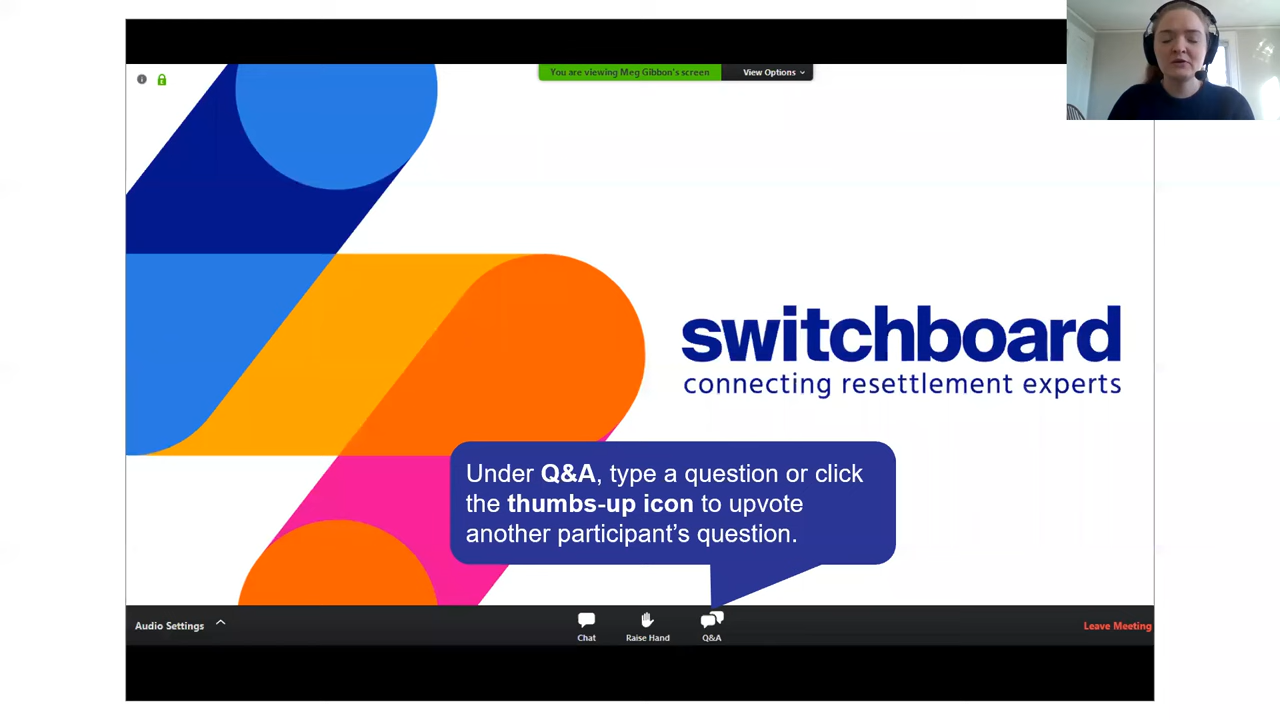 You are viewing Meg Gibbon's screen
View Options
switchboard
connecting resettlement experts
Under Q&A, type a question or click
the thumbs-up icon to upvote
another participant’s question.
Audio Settings
Chat
Raise Hand
Q&A
Leave Meeting